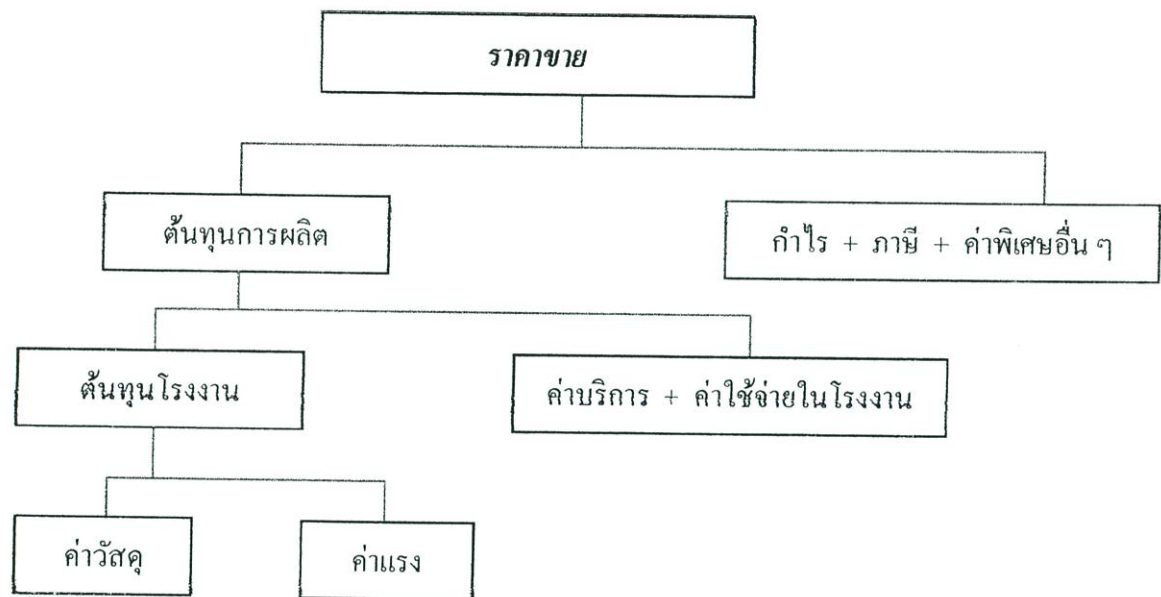 ราคาขาย
ต้นทุนการผลิต
กำไร + ภาษี + ค่าพิเศษอื่น ๆ
ต้นทุนโรงงาน
ค่าบริการ + ค่าใช้จ่ายในโรงงาน
ค่าวัสดุ
ค่าแรง